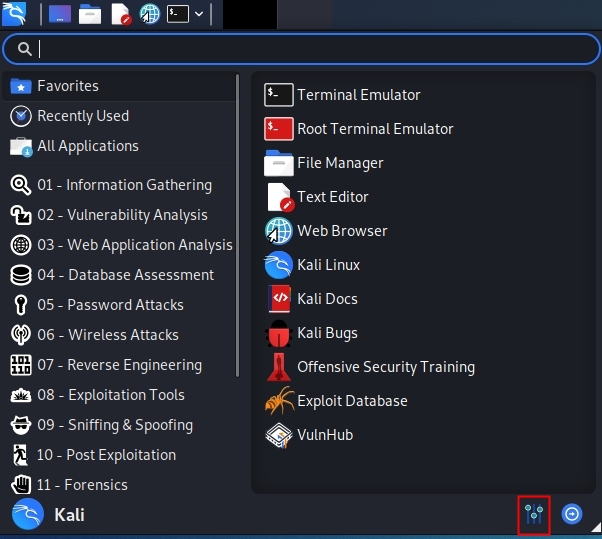 Favorites
Recently Used
All Applications
01 - Information Gathering
02 - Vulnerability Analysis
03 - Web Application Analysis
04 - Database Assessment
05 - Password Attacks
06 - Wireless Attacks
07 - Reverse Engineering
08 - Exploitation Tools
09 - Sniffing & Spoofing
10 - Post Exploitation
11 - Forensics
Terminal Emulator
Root Terminal Emulator
File Manager
Text Editor
Web Browser
Kali Linux
Kali Docs
Kali Bugs
Offensive Security Training
Exploit Database
VulnHub
Kali